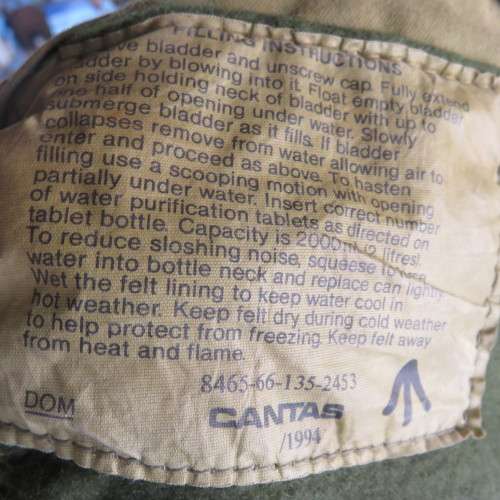 FILLING INSTRUCTIONS
bladder and unscrew cap. Fully extend
by blowing into it. Float empty bladder
on side holding neck of bladder with up to
one half of opening under water. Slowly
submerge bladder as it fills. If bladder
collapses remove from water allowing air to
enter and proceed as above. To hasten
filling use a scooping motion with opening
partially under water. Insert correct number
of water purification tablets as directed on
tablet bottle. Capacity is 2000ml (2 litres).
To reduce sloshing noise, squeese to
water into bottle neck and replace can lightly
Wet the felt lining to keep water cool in
hot weather. Keep felt dry during cold weather
to help protect from freezing. Keep felt away
from heat and flame.
8465-66-135-2453
DOM CANTAS
/1994